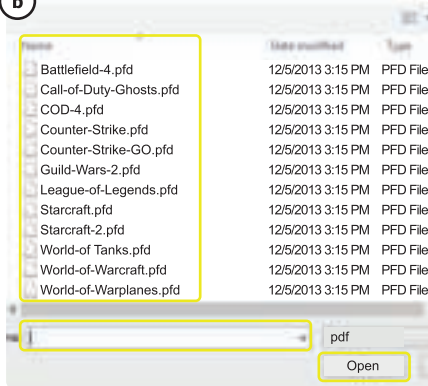 b
Name Date modified Type
Battlefield-4.pfd 12/5/2013 3:15 PM PFD File
Call-of-Duty-Ghosts.pfd 12/5/2013 3:15 PM PFD File
COD-4.pfd 12/5/2013 3:15 PM PFD File
Counter-Strike.pfd 12/5/2013 3:15 PM PFD File
Counter-Strike-GO.pfd 12/5/2013 3:15 PM PFD File
Guild-Wars-2.pfd 12/5/2013 3:15 PM PFD File
League-of-Legends.pfd 12/5/2013 3:15 PM PFD File
Starcraft.pfd 12/5/2013 3:15 PM PFD File
Starcraft-2.pfd 12/5/2013 3:15 PM PFD File
World-of Tanks.pfd 12/5/2013 3:15 PM PFD File
World-of-Warcraft.pfd 12/5/2013 3:15 PM PFD File
World-of-Warplanes.pfd 12/5/2013 3:15 PM PFD File
pdf
Open